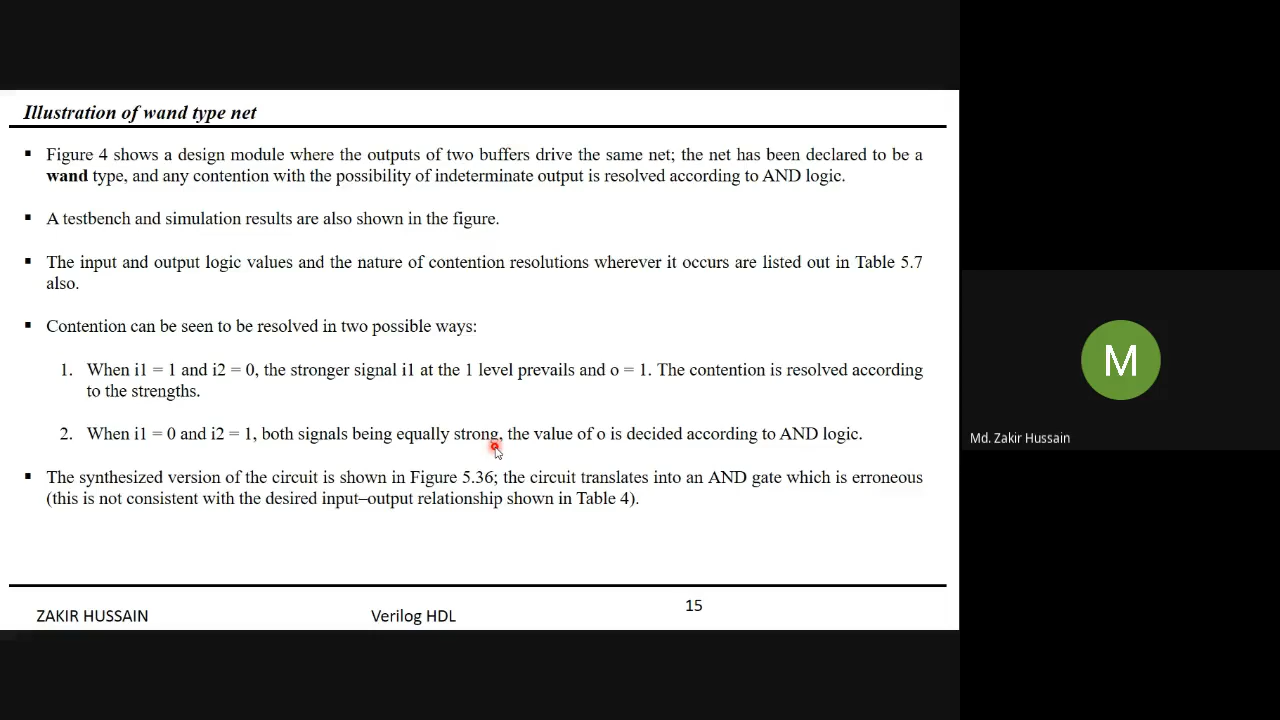 Illustration of wand type net
▪ Figure 4 shows a design module where the outputs of two buffers drive the same net; the net has been declared to be a
wand type, and any contention with the possibility of indeterminate output is resolved according to AND logic.
▪ A testbench and simulation results are also shown in the figure.
▪ The input and output logic values and the nature of contention resolutions wherever it occurs are listed out in Table 5.7
also.
▪ Contention can be seen to be resolved in two possible ways:
1. When i1 = 1 and i2 = 0, the stronger signal i1 at the 1 level prevails and o = 1. The contention is resolved according
to the strengths.
2. When i1 = 0 and i2 = 1, both signals being equally strong, the value of o is decided according to AND logic.
▪ The synthesized version of the circuit is shown in Figure 5.36; the circuit translates into an AND gate which is erroneous
(this is not consistent with the desired input–output relationship shown in Table 4).
ZAKIR HUSSAIN Verilog HDL 15
M
Md. Zakir Hussain